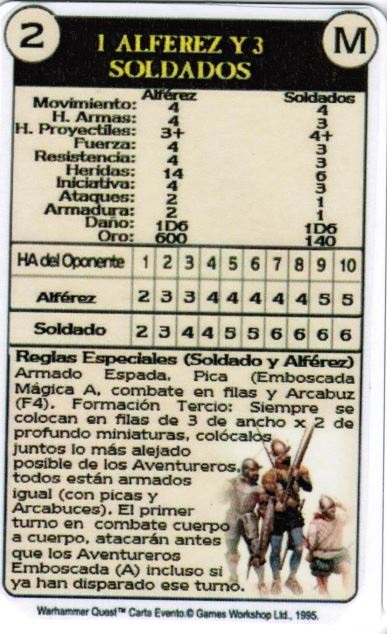 2
M
1 ALFEREZ Y 3
SOLDADOS
Alférez Soldados
Movimiento: 4 4
H. Armas: 4 3
H. Proyectiles: 3+ 4+
Fuerza: 4 3
Resistencia: 4 3
Heridas: 14 6
Iniciativa: 4 3
Ataques: 2 1
Armadura: 2 1
Daño: 1D6 1D6
Oro: 600 140
HA del Oponente 1 2 3 4 5 6 7 8 9 10
Alférez 2 3 3 4 4 4 4 4 5 5
Soldado 2 3 4 4 5 5 6 6 6 6
Reglas Especiales (Soldado y Alférez)
Armado Espada, Pica (Emboscada
Mágica A, combate en filas y Arcabuz
(F4). Formación Tercio: Siempre se
colocan en filas de 3 de ancho x 2 de
profundo miniaturas, colócalos
juntos lo más alejado
posible de los Aventureros,
todos están armados
igual (con picas y
Arcabuces). El primer
turno en combate cuerpo
a cuerpo, atacarán antes
que los Aventureros
Emboscada (A) incluso si
ya han disparado ese turno.
Warhammer Quest™ Carta Evento.© Games Workshop Ltd., 1995.